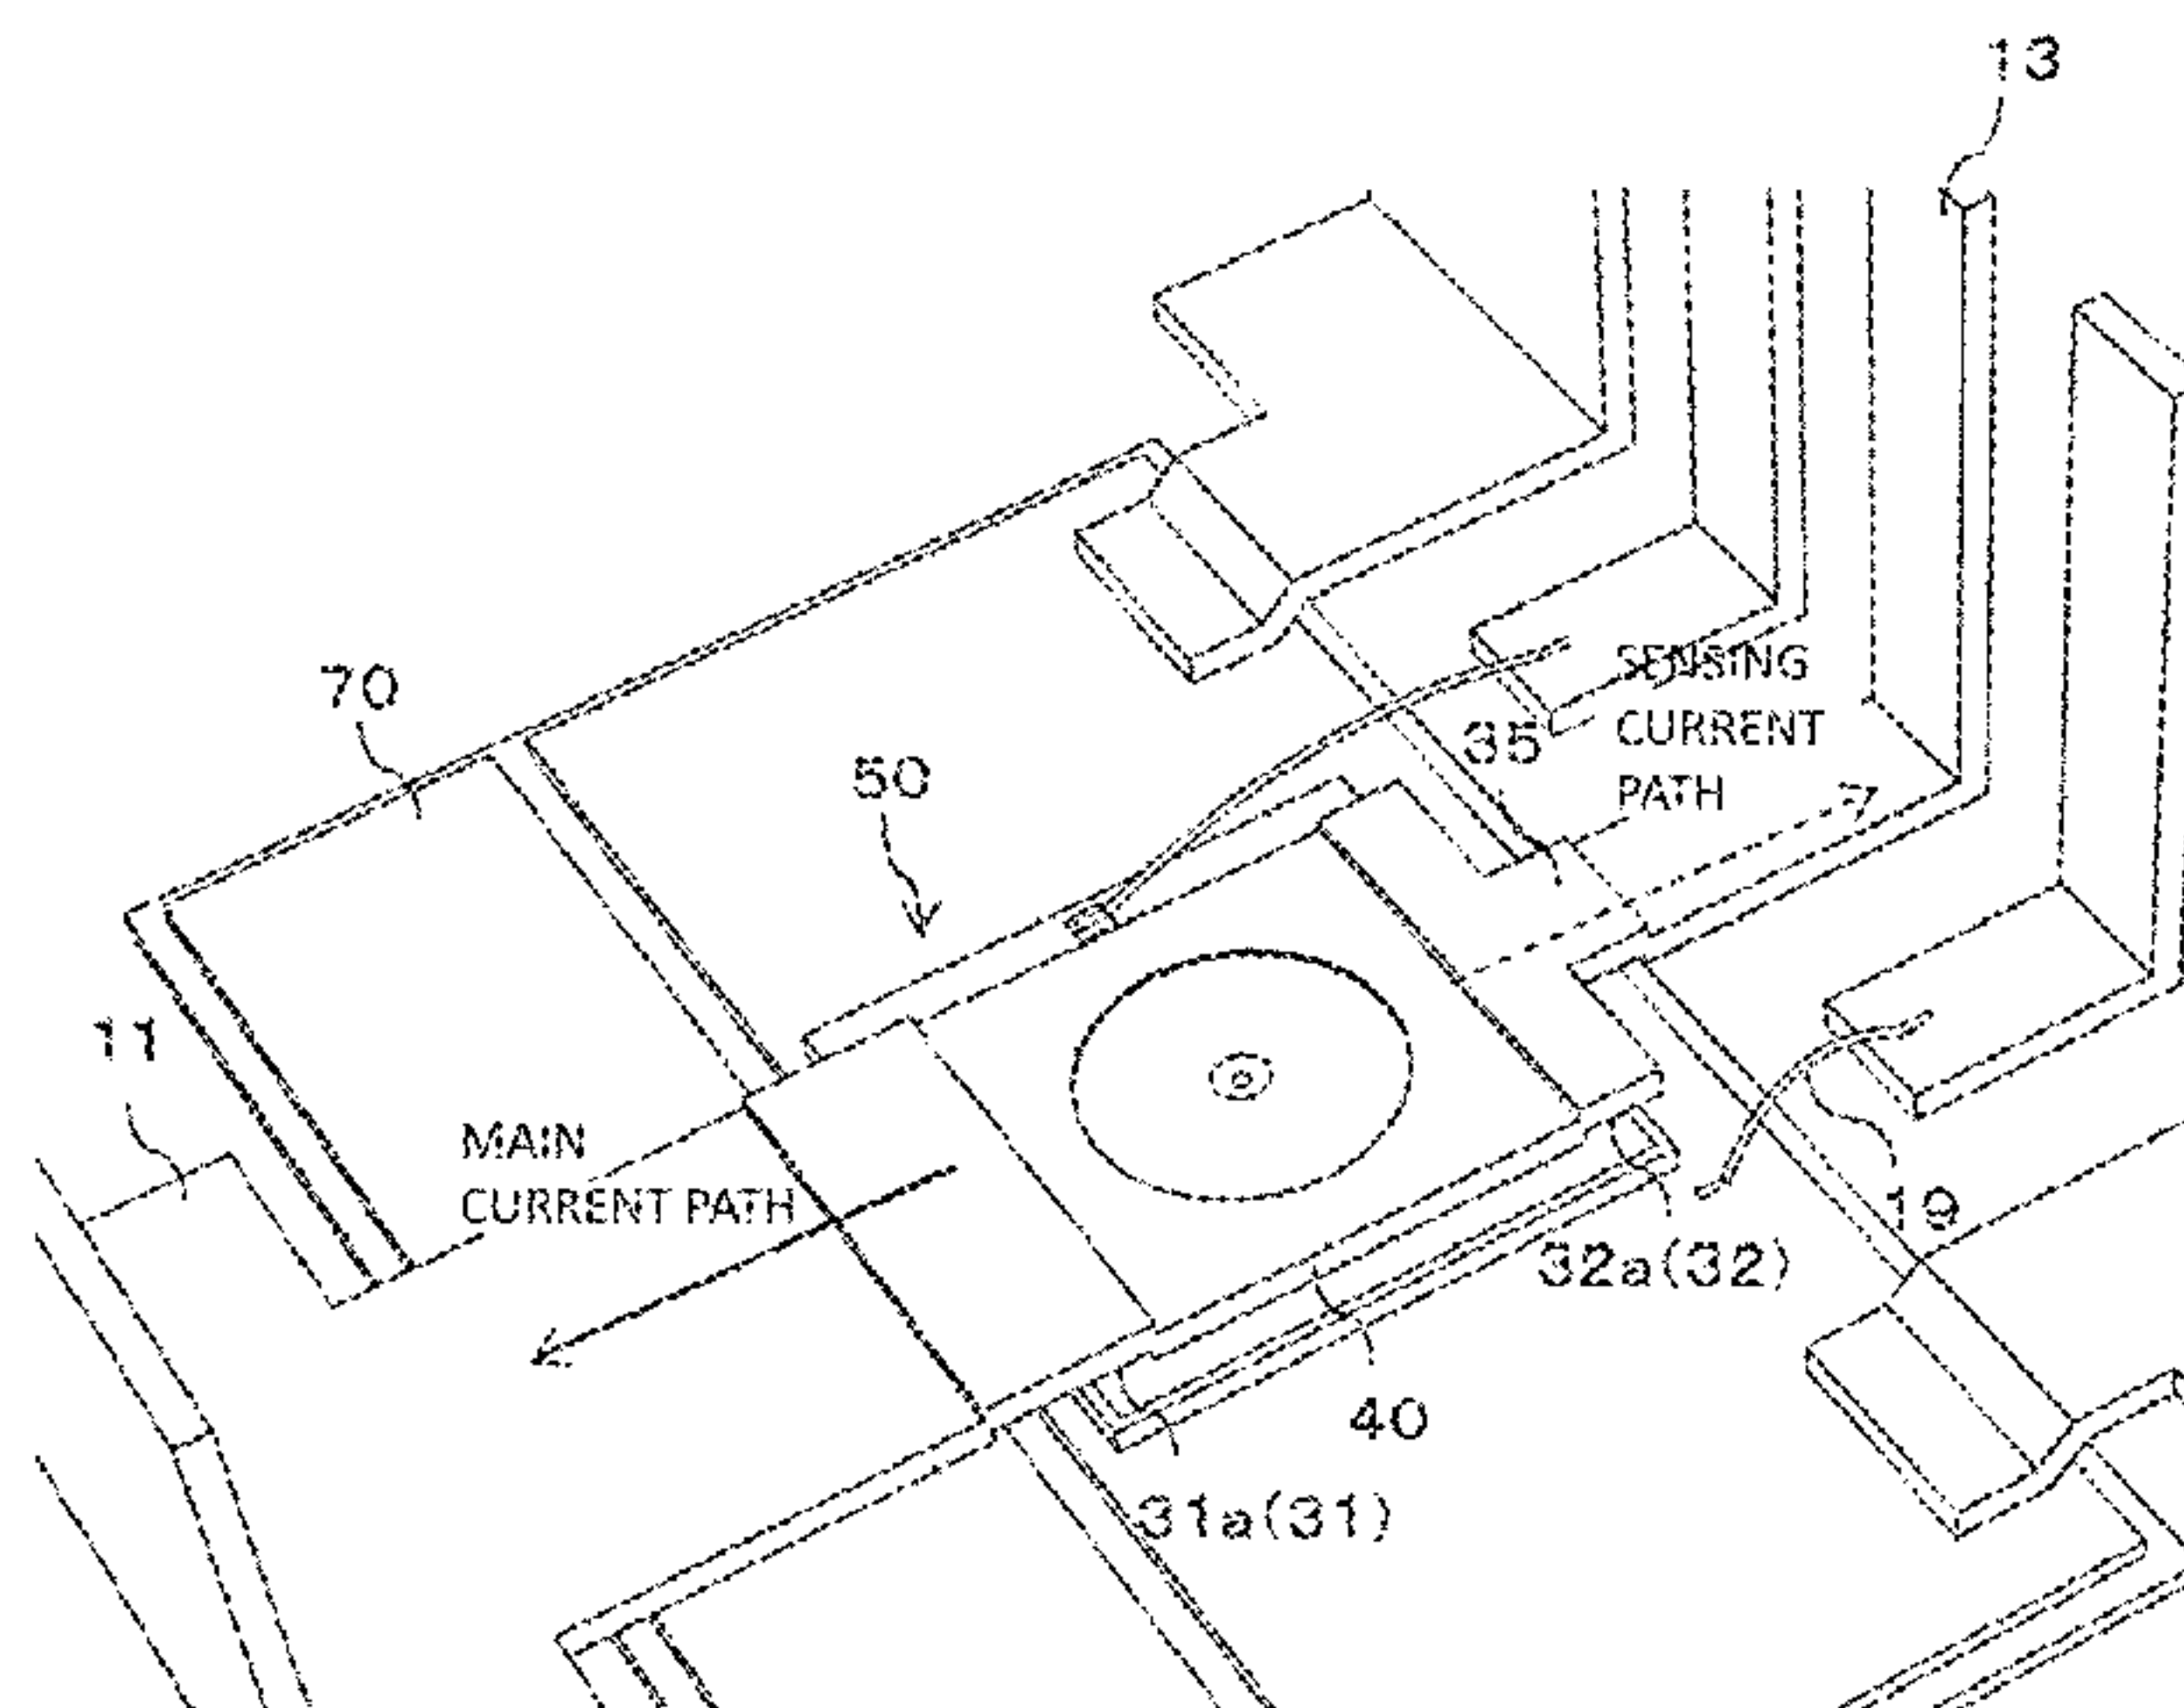 13
70
SENSING
35
CURRENT
50
PATH
11
MAIN
CURRENT PATH
19
32a(32)
40
31a(31)